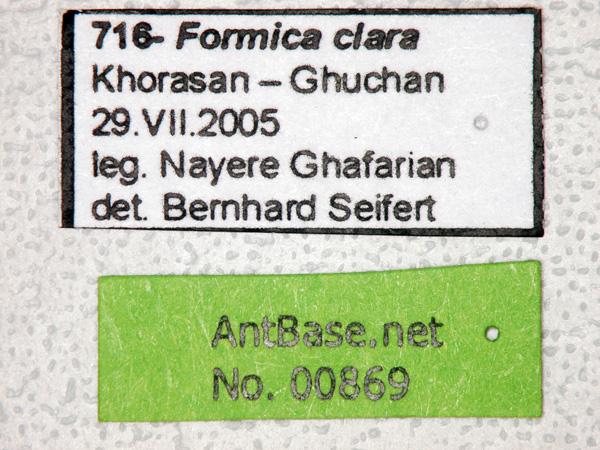 716- Formica clara
Khorasan – Ghuchan
29.VII.2005
leg. Nayere Ghafarian
det. Bernhard Seifert
AntBase.net
No. 00869